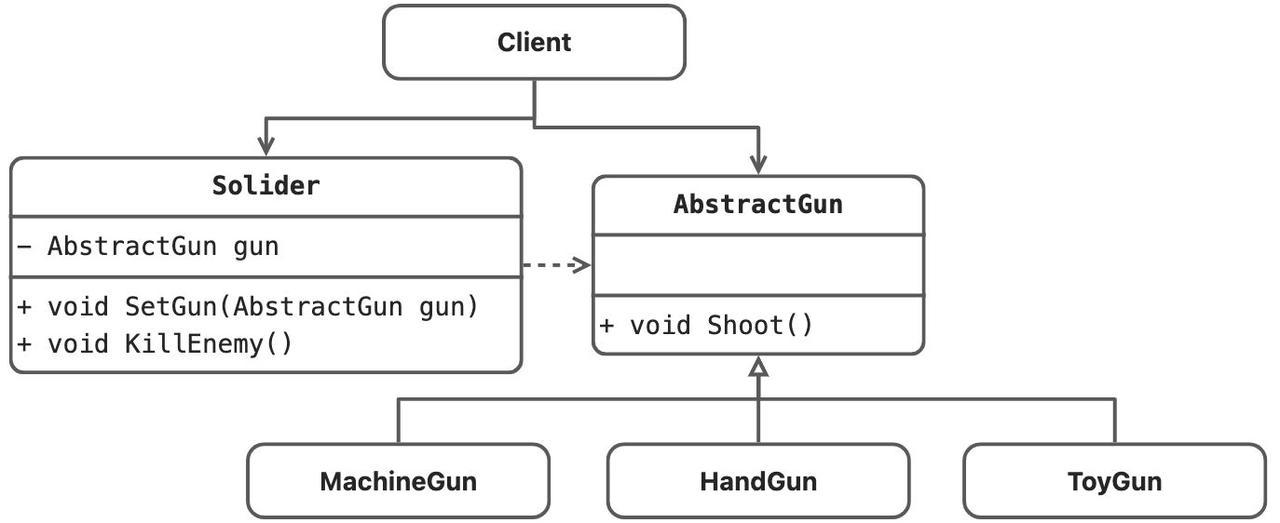 Client
Solider
− AbstractGun gun
+ void SetGun(AbstractGun gun)
+ void KillEnemy()
AbstractGun
+ void Shoot()
MachineGun
HandGun
ToyGun